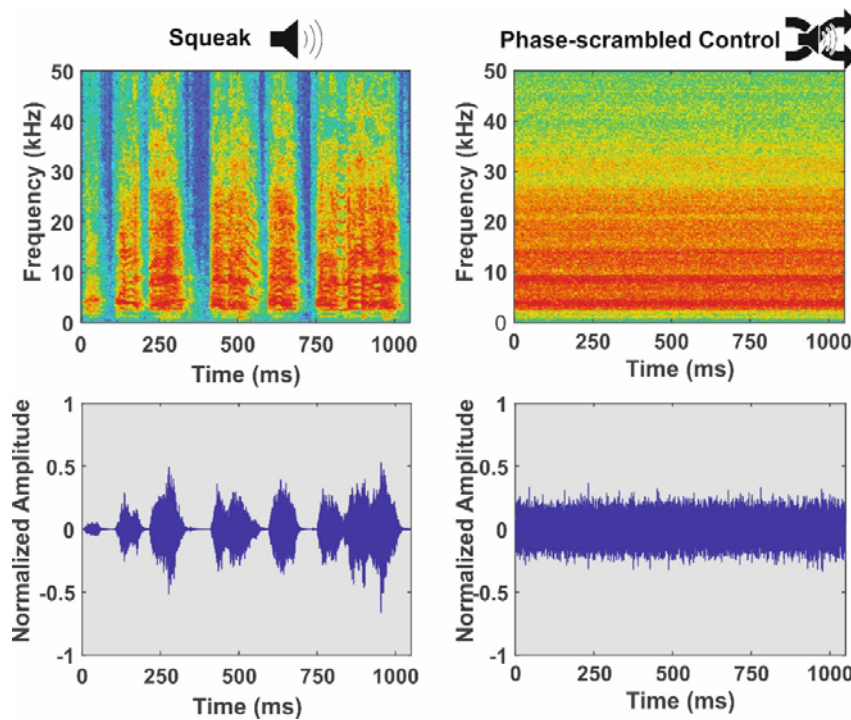 Squeak
Phase-scrambled Control
50
40
30
20
10
0
Frequency (kHz)
0 250 500 750 1000
Time (ms)
50
40
30
20
10
0
Frequency (kHz)
0 250 500 750 1000
Time (ms)
1
0.5
0
-0.5
-1
Normalized Amplitude
0 250 500 750 1000
Time (ms)
1
0.5
0
-0.5
-1
Normalized Amplitude
0 250 500 750 1000
Time (ms)